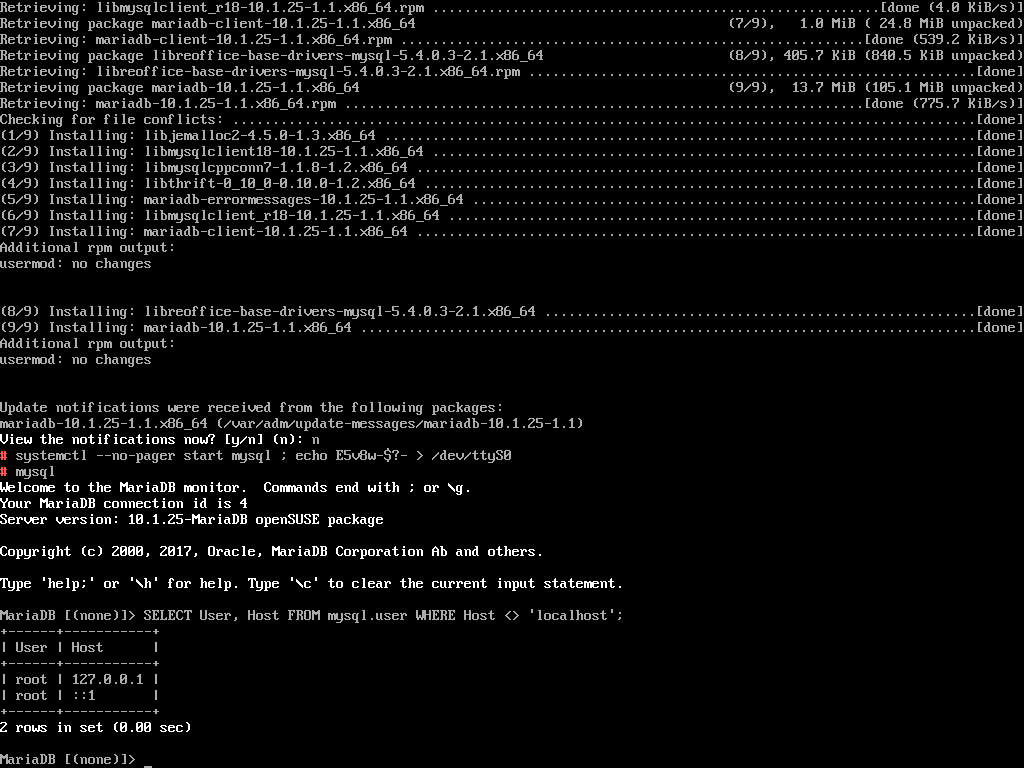 Retrieving: libmysqlclient_r18-10.1.25-1.1.x86_64.rpm ........................................................[done (4.0 KiB/s)]
Retrieving package mariadb-client-10.1.25-1.1.x86_64 (7/9), 1.0 MiB ( 24.8 MiB unpacked)
Retrieving: mariadb-client-10.1.25-1.1.x86_64.rpm ..........................................................[done (539.2 KiB/s)]
Retrieving package libreoffice-base-drivers-mysql-5.4.0.3-2.1.x86_64 (8/9), 405.7 KiB (840.5 KiB unpacked)
Retrieving: libreoffice-base-drivers-mysql-5.4.0.3-2.1.x86_64.rpm ........................................................[done]
Retrieving package mariadb-10.1.25-1.1.x86_64 (9/9), 13.7 MiB (105.1 MiB unpacked)
Retrieving: mariadb-10.1.25-1.1.x86_64.rpm .................................................................[done (775.7 KiB/s)]
Checking for file conflicts: .............................................................................................[done]
(1/9) Installing: libjemalloc2-4.5.0-1.3.x86_64 ..........................................................................[done]
(2/9) Installing: libmysqlclient18-10.1.25-1.1.x86_64 ....................................................................[done]
(3/9) Installing: libmysqlcppconn7-1.1.8-1.2.x86_64 ......................................................................[done]
(4/9) Installing: libthrift-0_10_0-0.10.0-1.2.x86_64 .....................................................................[done]
(5/9) Installing: mariadb-errormessages-10.1.25-1.1.x86_64 ...............................................................[done]
(6/9) Installing: libmysqlclient_r18-10.1.25-1.1.x86_64 ..................................................................[done]
(7/9) Installing: mariadb-client-10.1.25-1.1.x86_64 ......................................................................[done]
Additional rpm output:
usermod: no changes
(8/9) Installing: libreoffice-base-drivers-mysql-5.4.0.3-2.1.x86_64 ......................................................[done]
(9/9) Installing: mariadb-10.1.25-1.1.x86_64 .............................................................................[done]
Additional rpm output:
usermod: no changes
Update notifications were received from the following packages:
mariadb-10.1.25-1.1.x86_64 (/var/adm/update-messages/mariadb-10.1.25-1.1)
View the notifications now? [y/n] (n): n
# systemctl --no-pager start mysql ; echo E5v8w-$?- > /dev/ttyS0
# mysql
Welcome to the MariaDB monitor.  Commands end with ; or \g.
Your MariaDB connection id is 4
Server version: 10.1.25-MariaDB openSUSE package
Copyright (c) 2000, 2017, Oracle, MariaDB Corporation Ab and others.
Type 'help;' or '\h' for help. Type '\c' to clear the current input statement.
MariaDB [(none)]> SELECT User, Host FROM mysql.user WHERE Host <> 'localhost';
+------+-----------+
| User | Host      |
+------+-----------+
| root | 127.0.0.1 |
| root | ::1       |
+------+-----------+
2 rows in set (0.00 sec)
MariaDB [(none)]> _